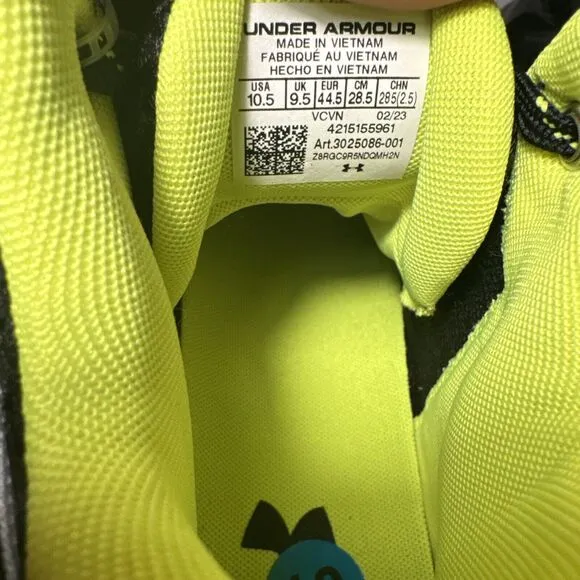 UNDER ARMOUR
MADE IN VIETNAM
FABRIQUÉ AU VIETNAM
HECHO EN VIETNAM
USA UK EUR CM CHN
10.5 9.5 44.5 28.5 285(2.5)
VCVN 02/23
4215155961
Art.3025086-001
Z8RGC9R5NDQMH2N